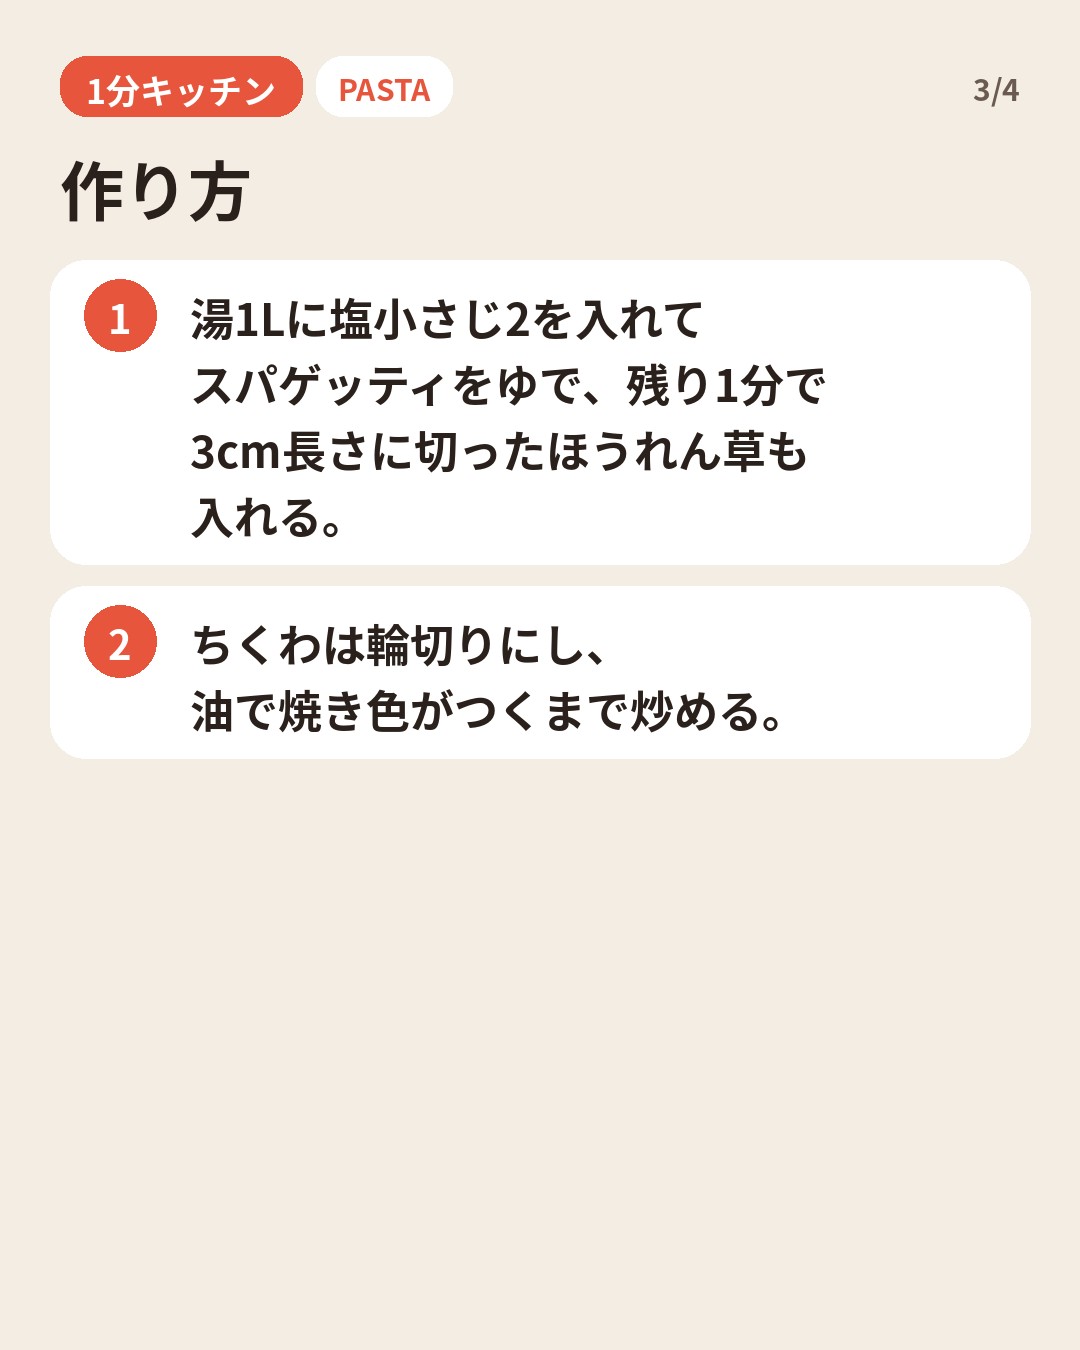 1分キッチン PASTA 3/4
作り方
1 湯1Lに塩小さじ2を入れて
スパゲッティをゆで、残り1分で
3cm長さに切ったほうれん草も
入れる。
2 ちくわは輪切りにし、
油で焼き色がつくまで炒める。